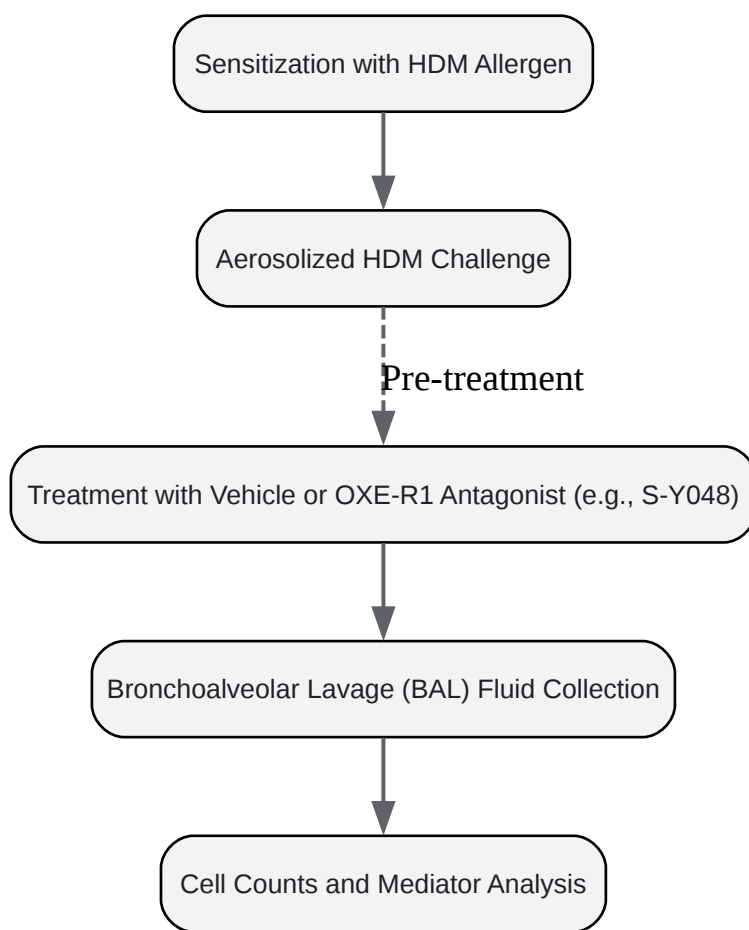 Sensitization with HDM Allergen
Aerosolized HDM Challenge
Pre-treatment
Treatment with Vehicle or OXE-R1 Antagonist (e.g., S-Y048)
Bronchoalveolar Lavage (BAL) Fluid Collection
Cell Counts and Mediator Analysis